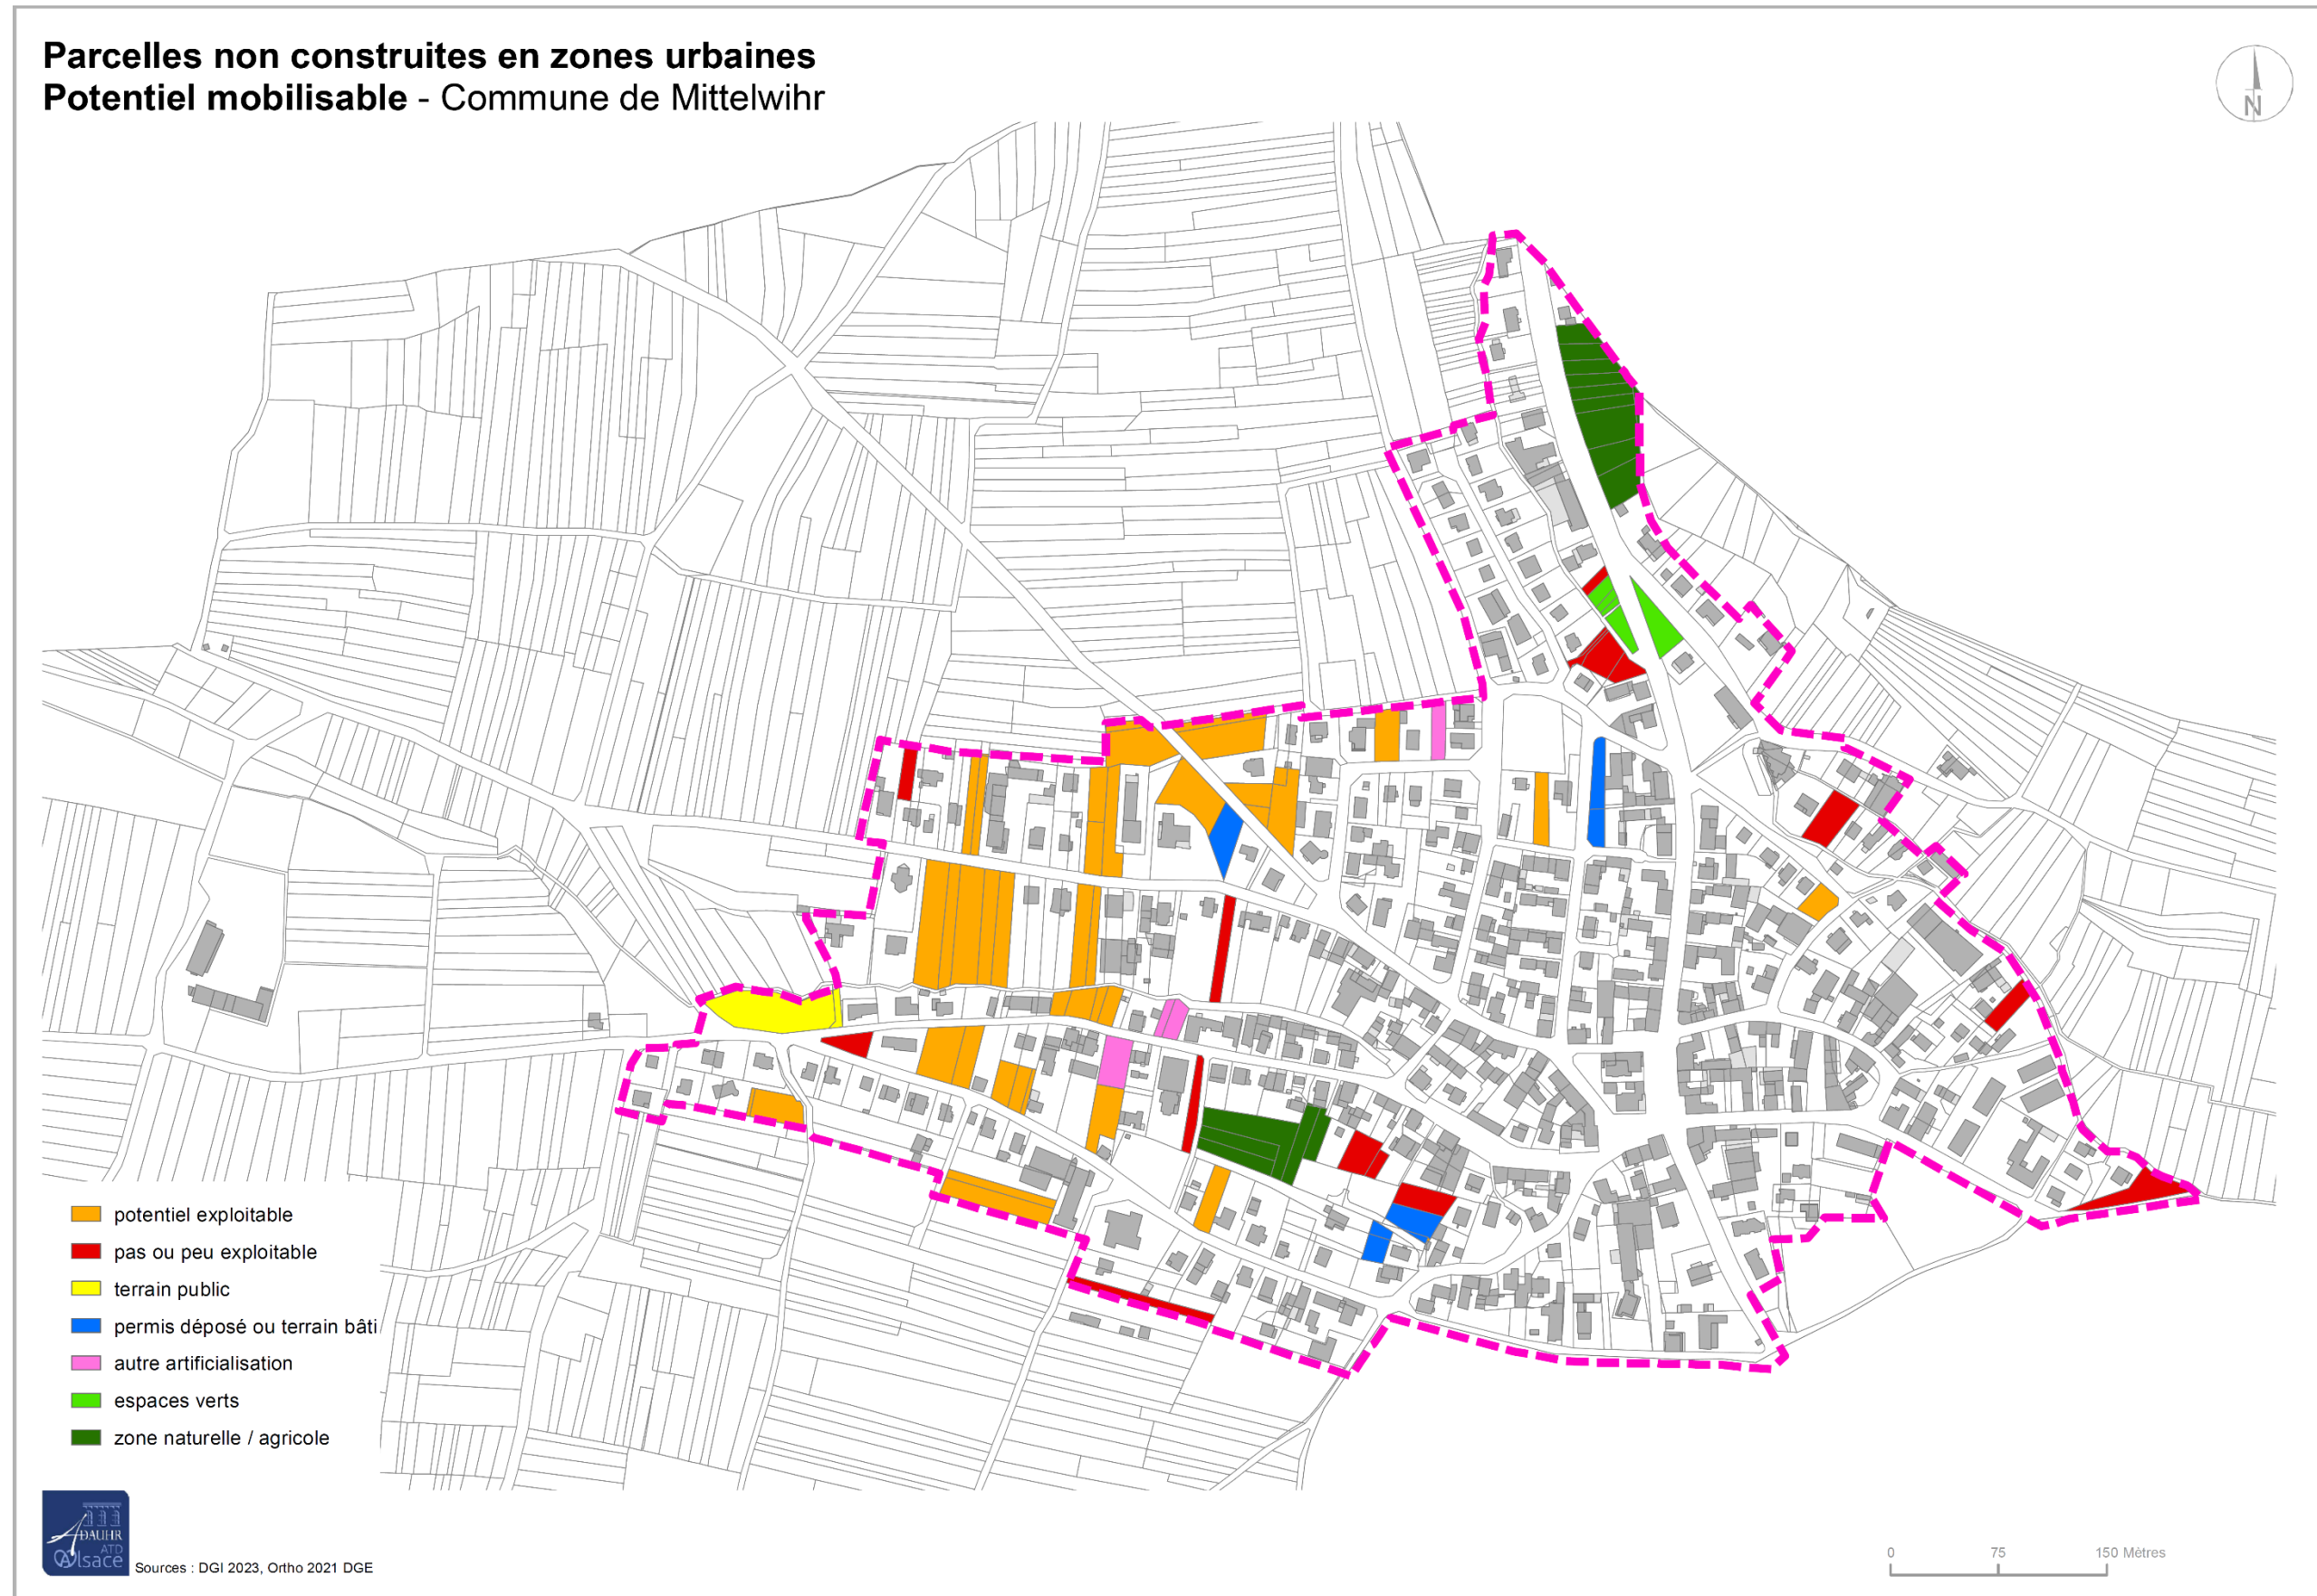 Parcelles non construites en zones urbaines
Potentiel mobilisable - Commune de Mittelwihr
N
potentiel exploitable
pas ou peu exploitable
terrain public
permis déposé ou terrain bâti
autre artificialisation
espaces verts
zone naturelle / agricole
ADAUHR
ATD
Alsace
Sources : DGI 2023, Ortho 2021 DGE
0 75 150 Mètres